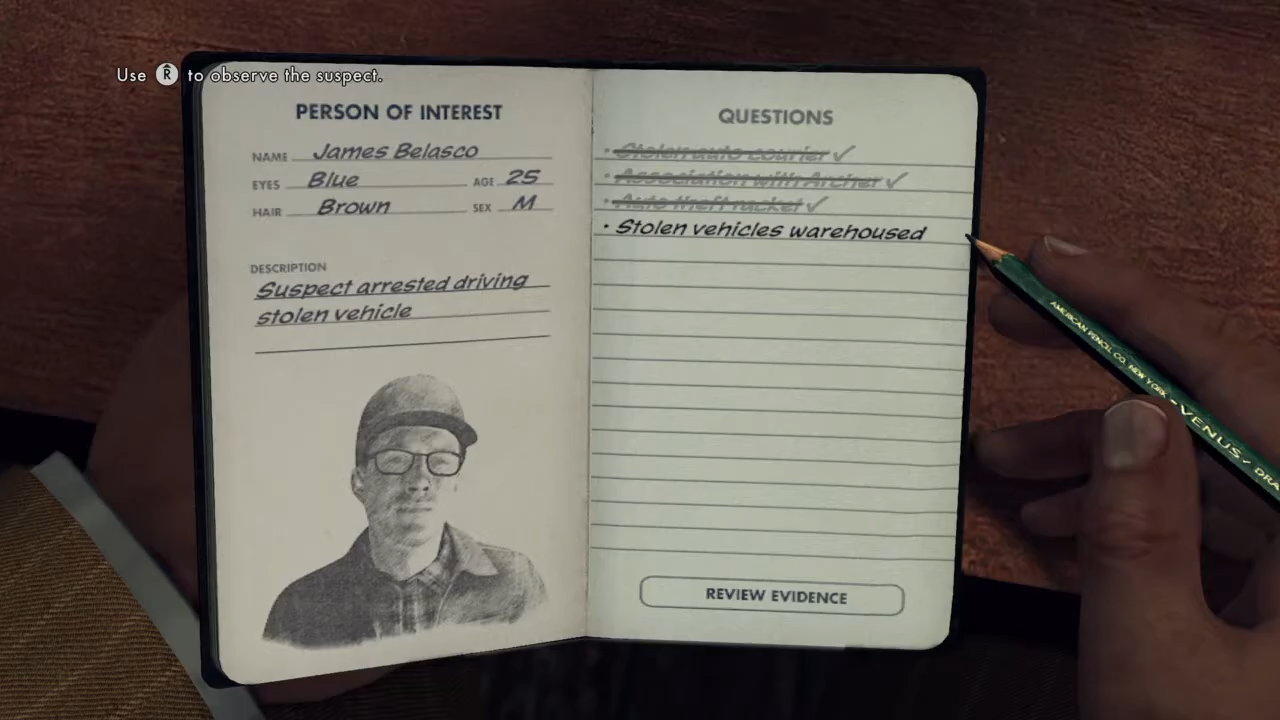 Use R to observe the suspect.
PERSON OF INTEREST
NAME James Belasco
EYES Blue AGE 25
HAIR Brown SEX M
DESCRIPTION
Suspect arrested driving
stolen vehicle
QUESTIONS
· Stolen auto courier ✓
· Association with Archer ✓
· Auto theft racket ✓
· Stolen vehicles warehoused
REVIEW EVIDENCE
AMERICAN PENCIL CO. NEW YORK VENUS DRA